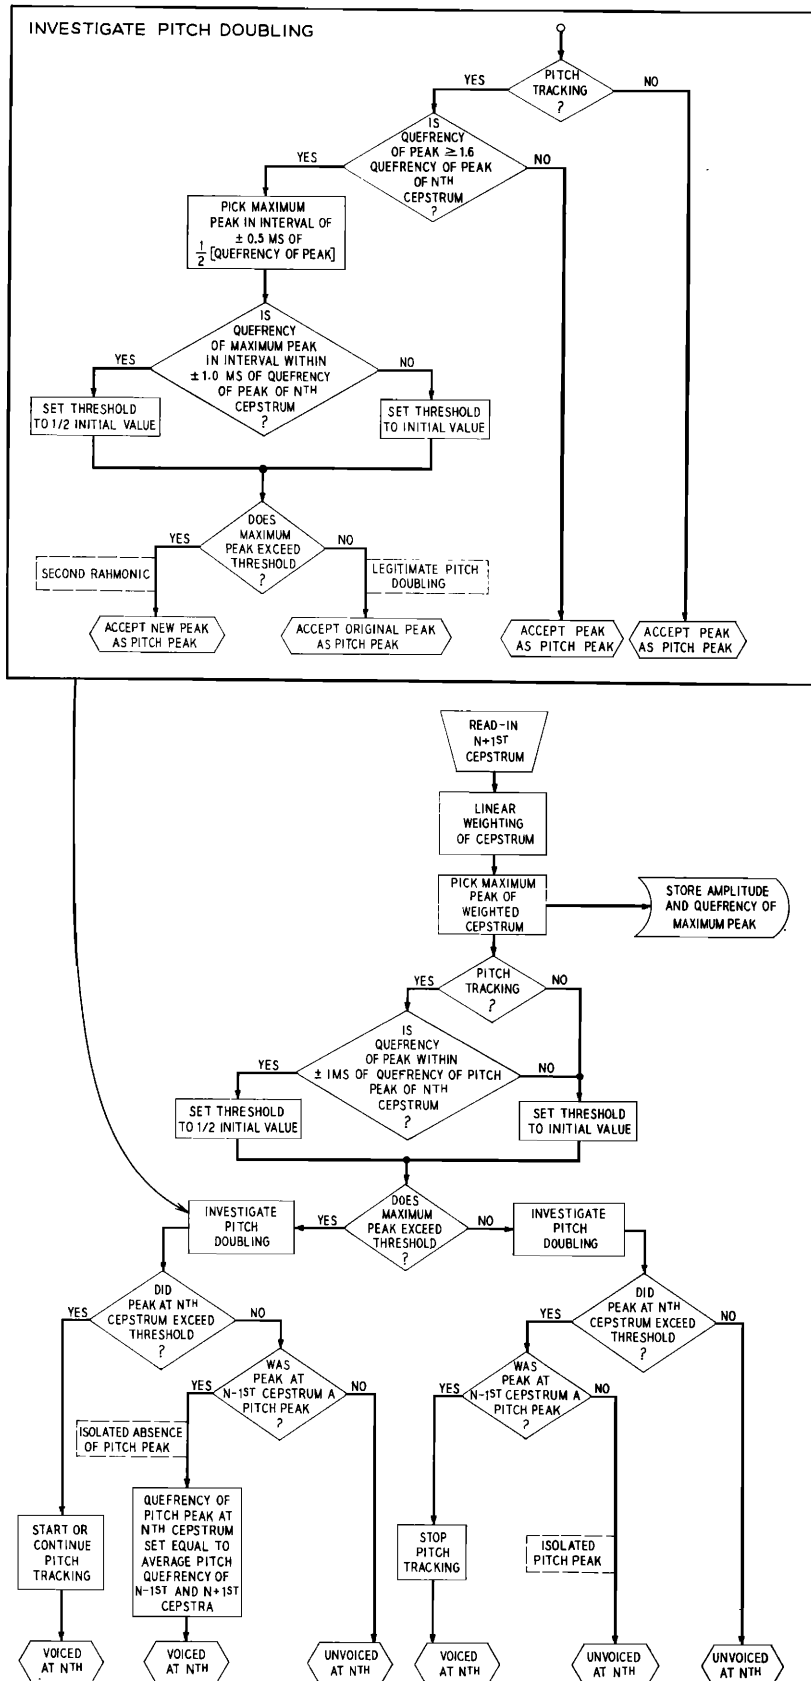 INVESTIGATE PITCH DOUBLING
PITCH
TRACKING
?
YES
NO
IS
QUEFRENCY
OF PEAK ≥ 1.6
QUEFRENCY OF PEAK
OF NTH
CEPSTRUM
?
YES
NO
PICK MAXIMUM
PEAK IN INTERVAL OF
± 0.5 MS OF
1/2 [QUEFRENCY OF PEAK]
IS
QUEFRENCY
OF MAXIMUM PEAK
IN INTERVAL WITHIN
±1.0 MS OF QUEFRENCY
OF PEAK OF NTH
CEPSTRUM
?
YES
NO
SET THRESHOLD
TO 1/2 INITIAL VALUE
SET THRESHOLD
TO INITIAL VALUE
DOES
MAXIMUM
PEAK EXCEED
THRESHOLD
?
YES
NO
SECOND RAHMONIC
LEGITIMATE PITCH
DOUBLING
ACCEPT NEW PEAK
AS PITCH PEAK
ACCEPT ORIGINAL PEAK
AS PITCH PEAK
ACCEPT PEAK
AS PITCH PEAK
ACCEPT PEAK
AS PITCH PEAK
READ-IN
N+1ST
CEPSTRUM
LINEAR
WEIGHTING
OF CEPSTRUM
PICK MAXIMUM
PEAK OF
WEIGHTED
CEPSTRUM
STORE AMPLITUDE
AND QUEFRENCY OF
MAXIMUM PEAK
PITCH
TRACKING
?
YES
NO
IS
QUEFRENCY
OF PEAK WITHIN
± 1MS OF QUEFRENCY OF PITCH
PEAK OF NTH
CEPSTRUM
?
YES
NO
SET THRESHOLD
TO 1/2 INITIAL VALUE
SET THRESHOLD
TO INITIAL VALUE
DOES
MAXIMUM
PEAK EXCEED
THRESHOLD
?
YES
NO
INVESTIGATE
PITCH
DOUBLING
INVESTIGATE
PITCH
DOUBLING
DID
PEAK AT NTH
CEPSTRUM EXCEED
THRESHOLD
?
YES
NO
DID
PEAK AT NTH
CEPSTRUM EXCEED
THRESHOLD
?
YES
NO
WAS
PEAK AT
N-1ST CEPSTRUM A
PITCH PEAK
?
YES
NO
WAS
PEAK AT
N-1ST CEPSTRUM A
PITCH PEAK
?
YES
NO
ISOLATED ABSENCE
OF PITCH PEAK
START OR
CONTINUE
PITCH
TRACKING
QUEFRENCY OF
PITCH PEAK AT
NTH CEPSTRUM
SET EQUAL TO
AVERAGE PITCH
QUEFRENCY OF
N-1ST AND N+1ST
CEPSTRA
STOP
PITCH
TRACKING
ISOLATED
PITCH PEAK
VOICED
AT NTH
VOICED
AT NTH
UNVOICED
AT NTH
VOICED
AT NTH
UNVOICED
AT NTH
UNVOICED
AT NTH